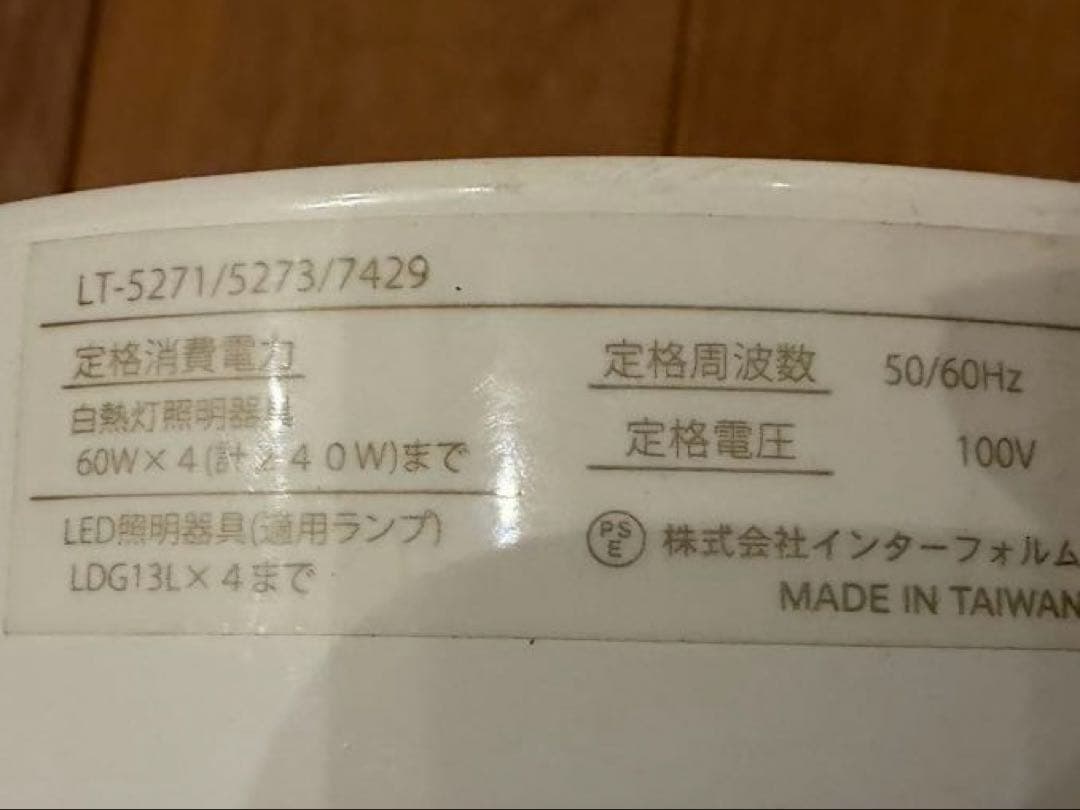 LT-5271/5273/7429
定格消費電力
白熱灯照明器具
60W×4(計240W)まで
LED照明器具(適用ランプ)
LDG13L×4まで
定格周波数 50/60Hz
定格電圧 100V
PSE 株式会社インターフォルム
MADE IN TAIWAN